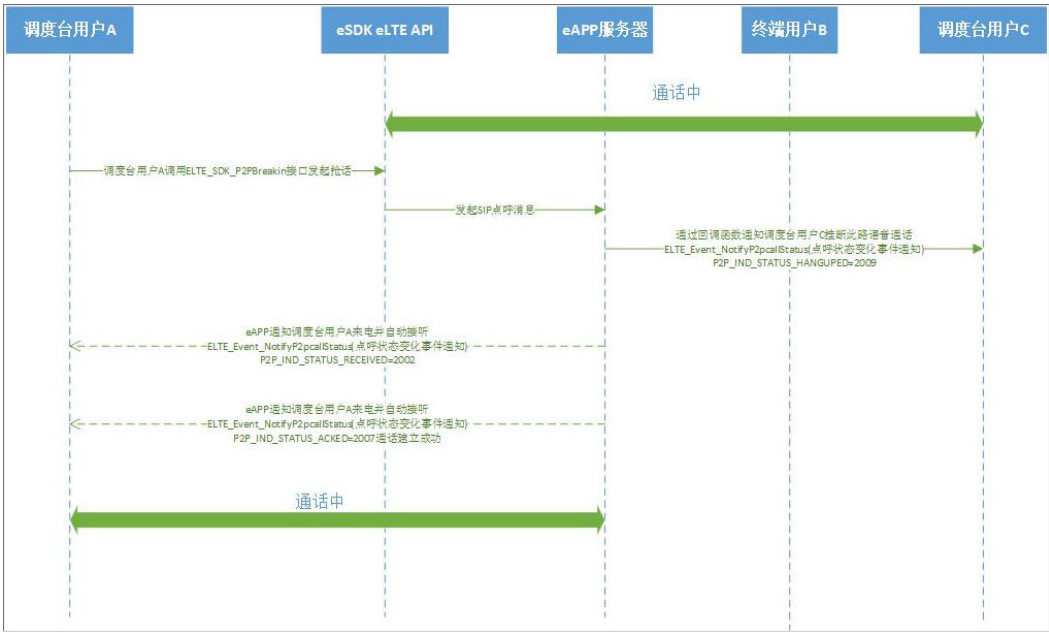 调度台用户A
eSDK eLTE API
eAPP服务器
终端用户B
调度台用户C
通话中
调度台用户A调用ELTE_SDK_P2PBreakin接口发起抢话
发起SIP点呼消息
通过回调函数通知调度台用户C挂断此路语音通话
ELTE_Event_NotifyP2pcallStatus(点呼状态变化事件通知)
P2P_IND_STATUS_HANGUPED=2009
eAPP通知调度台用户A来电并自动接听
ELTE_Event_NotifyP2pcallStatus(点呼状态变化事件通知)
P2P_IND_STATUS_RECEIVED=2002
eAPP通知调度台用户A来电并自动接听
ELTE_Event_NotifyP2pcallStatus(点呼状态变化事件通知)
P2P_IND_STATUS_ACKED=2007通话建立成功
通话中